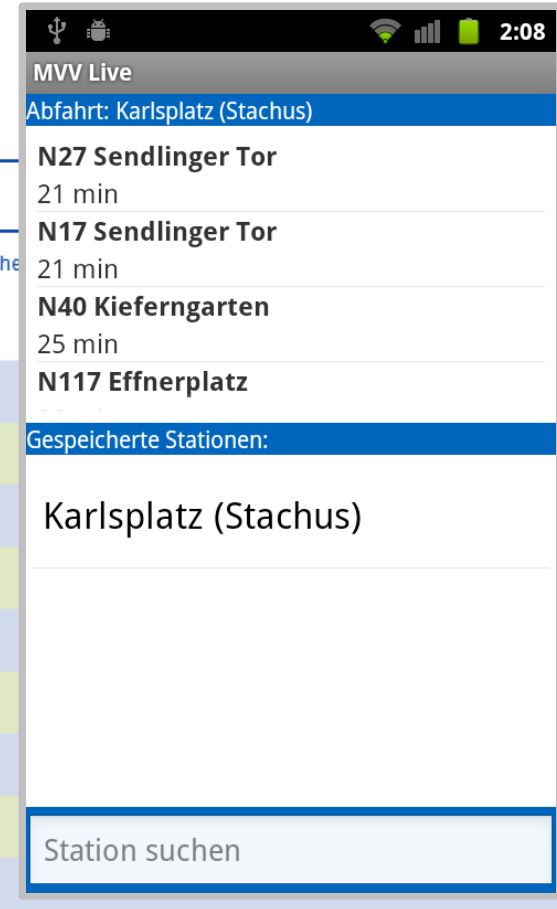 2:08
MVV Live
Abfahrt: Karlsplatz (Stachus)
N27 Sendlinger Tor
21 min
N17 Sendlinger Tor
21 min
he
N40 Kieferngarten
25 min
N117 Effnerplatz
Gespeicherte Stationen:
Karlsplatz (Stachus)
Station suchen